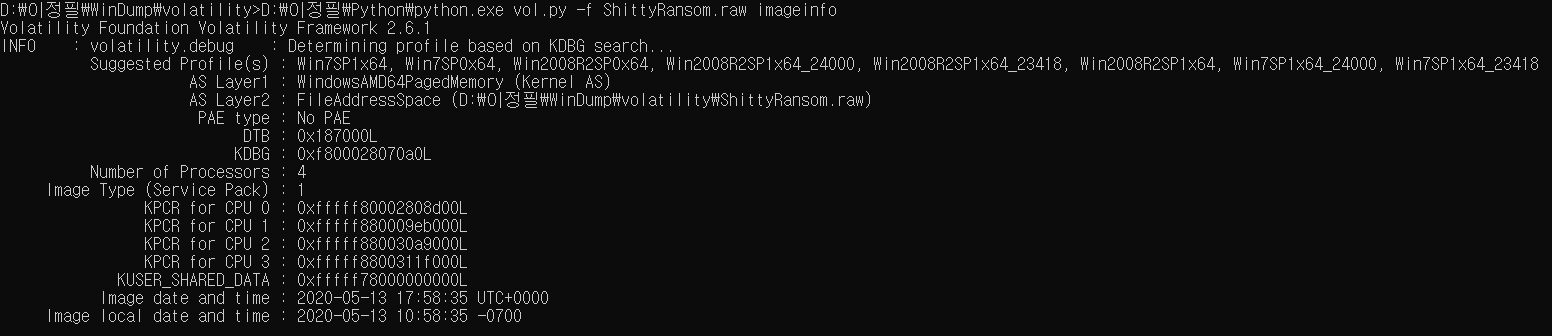 D:\이정필\WinDump\volatility>D:\이정필\Python\python.exe vol.py -f ShittyRansom.raw imageinfo
Volatility Foundation Volatility Framework 2.6.1
INFO    : volatility.debug    : Determining profile based on KDBG search...
Suggested Profile(s) : Win7SP1x64, Win7SP0x64, Win2008R2SP0x64, Win2008R2SP1x64_24000, Win2008R2SP1x64_23418, Win2008R2SP1x64, Win7SP1x64_24000, Win7SP1x64_23418
AS Layer1 : WindowsAMD64PagedMemory (Kernel AS)
AS Layer2 : FileAddressSpace (D:\이정필\WinDump\volatility\ShittyRansom.raw)
PAE type : No PAE
DTB : 0x187000L
KDBG : 0xf800028070a0L
Number of Processors : 4
Image Type (Service Pack) : 1
KPCR for CPU 0 : 0xfffff80002808d00L
KPCR for CPU 1 : 0xfffff880009eb000L
KPCR for CPU 2 : 0xfffff880030a9000L
KPCR for CPU 3 : 0xfffff8800311f000L
KUSER_SHARED_DATA : 0xfffff78000000000L
Image date and time : 2020-05-13 17:58:35 UTC+0000
Image local date and time : 2020-05-13 10:58:35 -0700